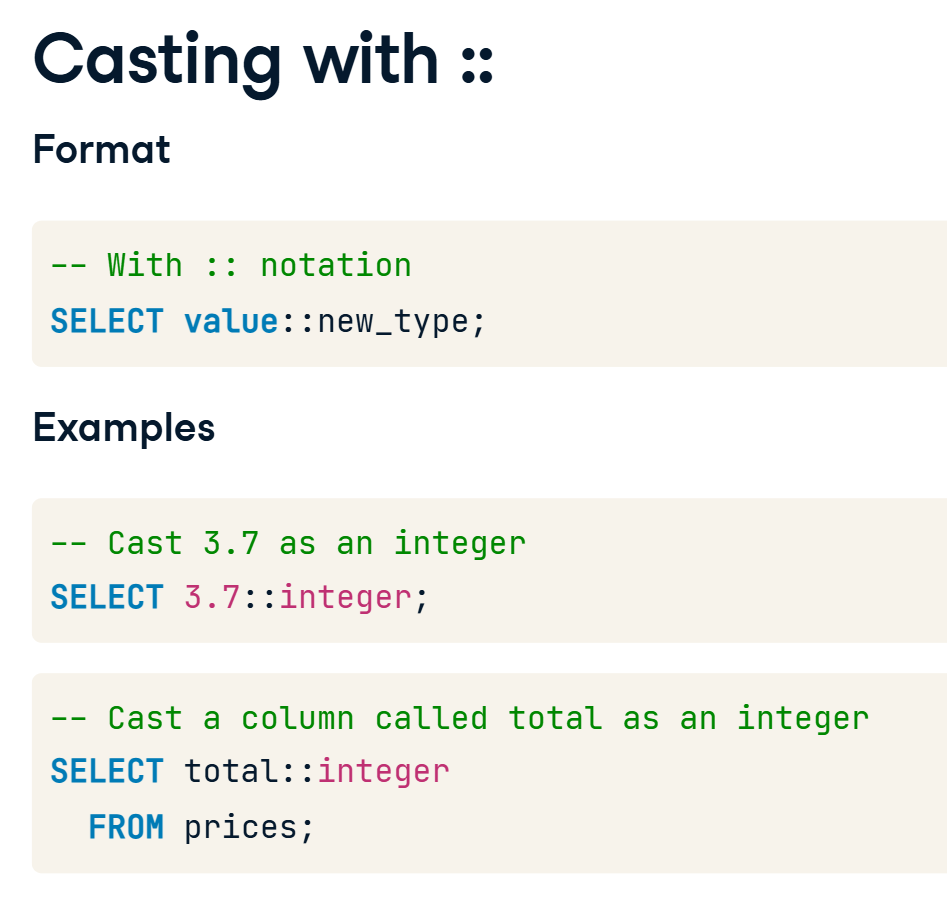 Casting with ::
Format
-- With :: notation
SELECT value::new_type;
Examples
-- Cast 3.7 as an integer
SELECT 3.7::integer;
-- Cast a column called total as an integer
SELECT total::integer
  FROM prices;